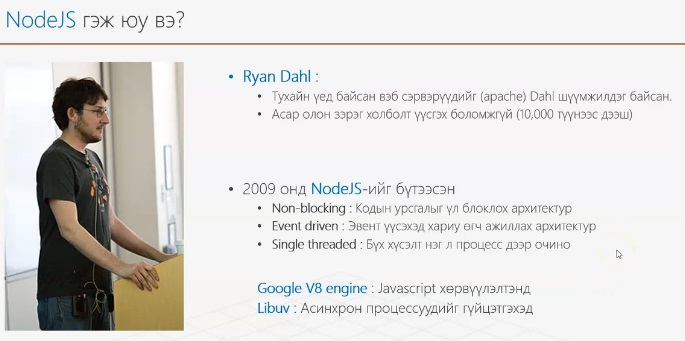 NodeJS гэж юу вэ?
Ryan Dahl :
Тухайн үед байсан вэб сэрвэрүүдийг (apache) Dahl шүүмжилдэг байсан.
Асар олон зэрэг холболт үүсгэх боломжгүй (10,000 түүнээс дээш)
2009 онд NodeJS-ийг бүтээсэн
Non-blocking : Кодын урсгалыг үл блоклох архитектур
Event driven : Эвент үүсэхэд хариу өгч ажиллах архитектур
Single threaded : Бүх хүсэлт нэг л процесс дээр очино
Google V8 engine : Javascript хөрвүүлэлтэнд
Libuv : Асинхрон процессуудийг гүйцэтгэхэд